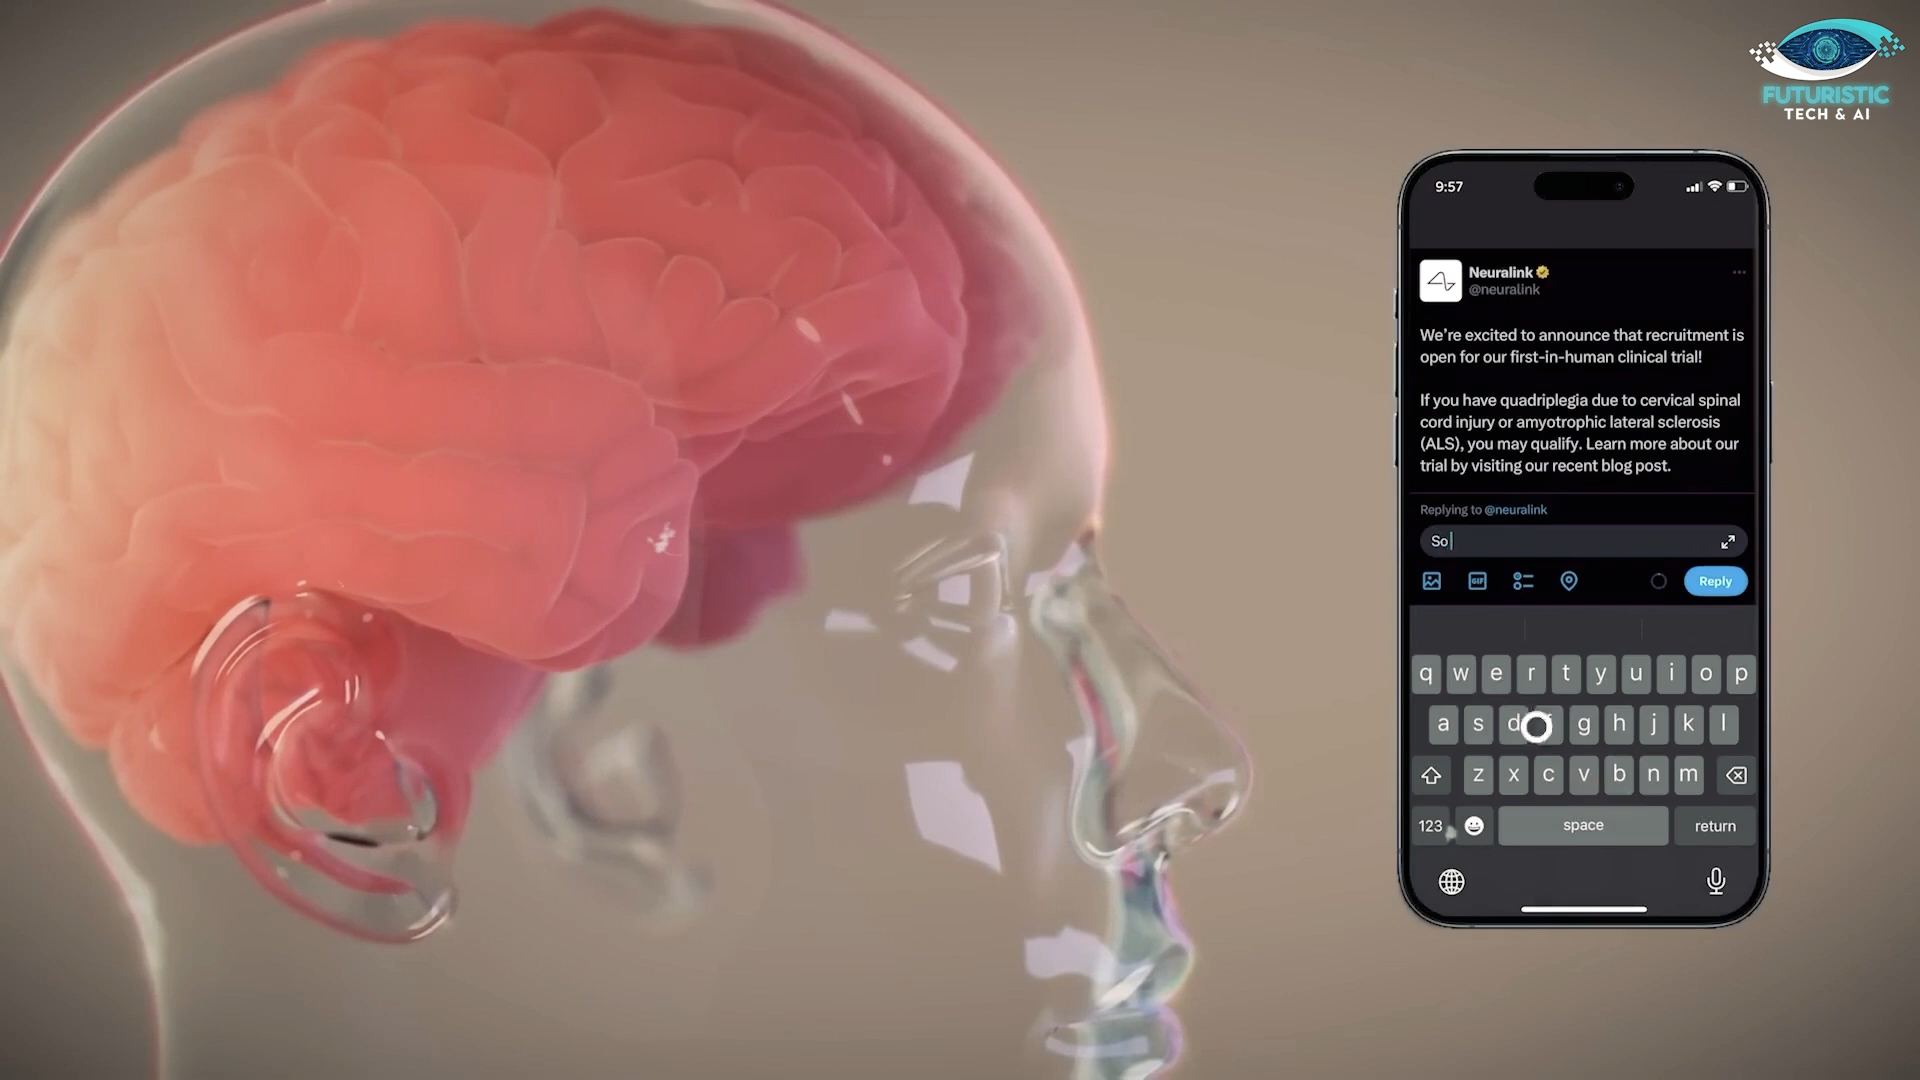 FUTURISTIC
TECH & AI
9:57
Neuralink
@neuralink
We're excited to announce that recruitment is
open for our first-in-human clinical trial!
If you have quadriplegia due to cervical spinal
cord injury or amyotrophic lateral sclerosis
(ALS), you may qualify. Learn more about our
trial by visiting our recent blog post.
Replying to @neuralink
So
GIF
Reply
q w e r t y u i o p
a s d g h j k l
z x c v b n m
123 space return